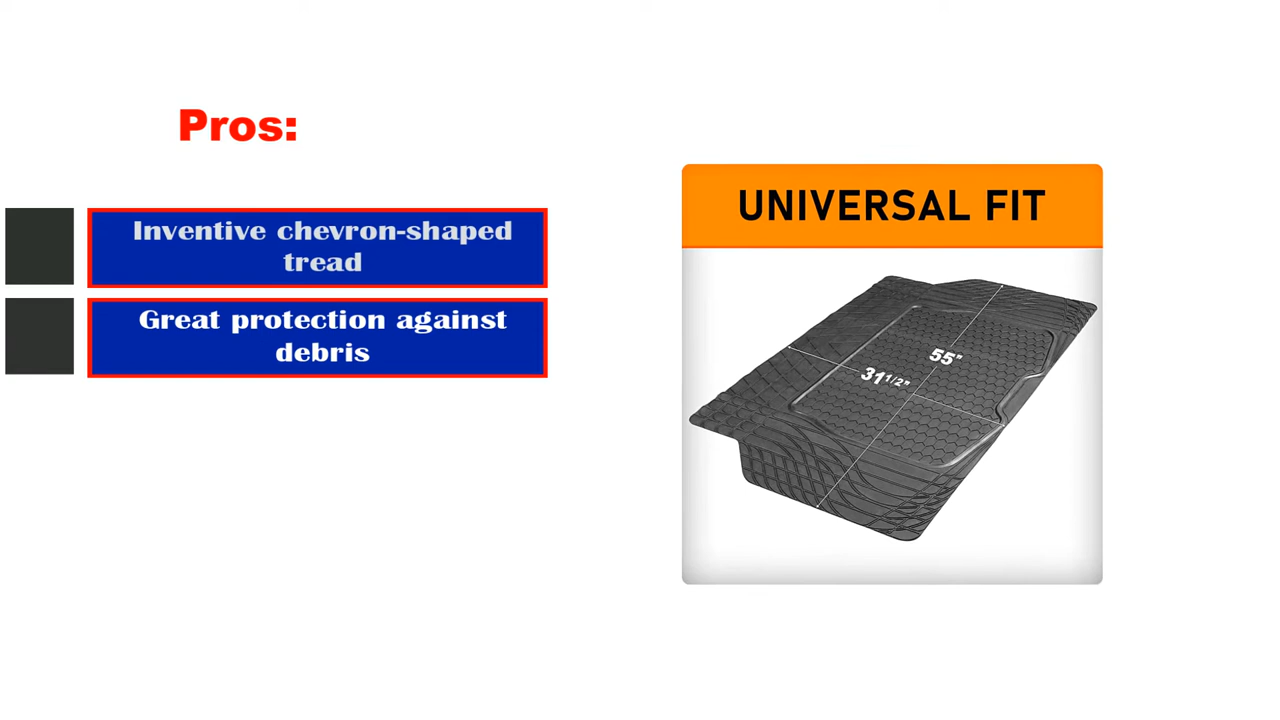 Pros:
Inventive chevron-shaped
tread
Great protection against
debris
UNIVERSAL FIT
55"
31 1/2"